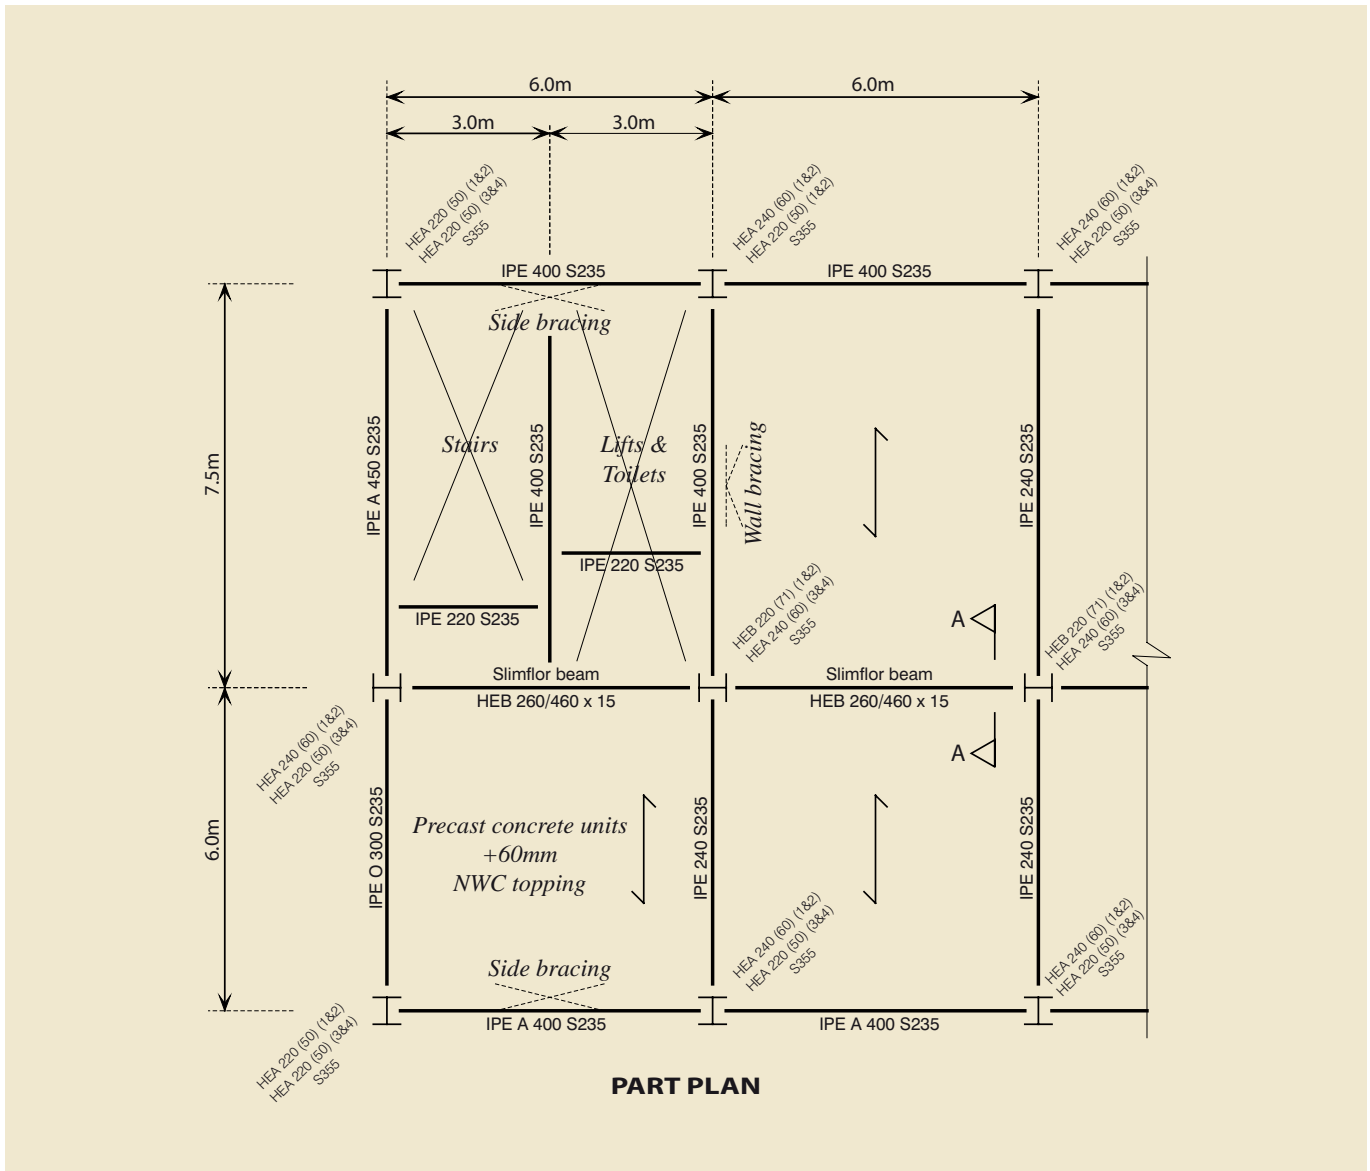 6.0m
6.0m
3.0m
3.0m
HEA 220 (50) (1&2)
HEA 220 (50) (3&4)
S355
HEA 240 (60) (1&2)
HEA 220 (50) (1&2)
S355
HEA 240 (60) (1&2)
HEA 220 (50) (3&4)
S355
IPE 400 S235
IPE 400 S235
Side bracing
7.5m
IPE A 450 S235
Stairs
IPE 400 S235
Lifts &
Toilets
IPE 400 S235
Wall bracing
IPE 240 S235
IPE 220 S235
IPE 220 S235
HEB 220 (71) (1&2)
HEA 240 (60) (3&4)
S355
A
HEB 220 (71) (1&2)
HEA 240 (60) (3&4)
S355
Slimflor beam
HEB 260/460 x 15
Slimflor beam
HEB 260/460 x 15
A
HEA 240 (60) (1&2)
HEA 220 (50) (3&4)
S355
6.0m
IPE O 300 S235
Precast concrete units
+60mm
NWC topping
IPE 240 S235
IPE 240 S235
HEA 240 (60) (1&2)
HEA 220 (50) (3&4)
S355
HEA 240 (60) (1&2)
HEA 220 (50) (3&4)
S355
Side bracing
IPE A 400 S235
IPE A 400 S235
HEA 220 (50) (1&2)
HEA 220 (50) (3&4)
S355
PART PLAN